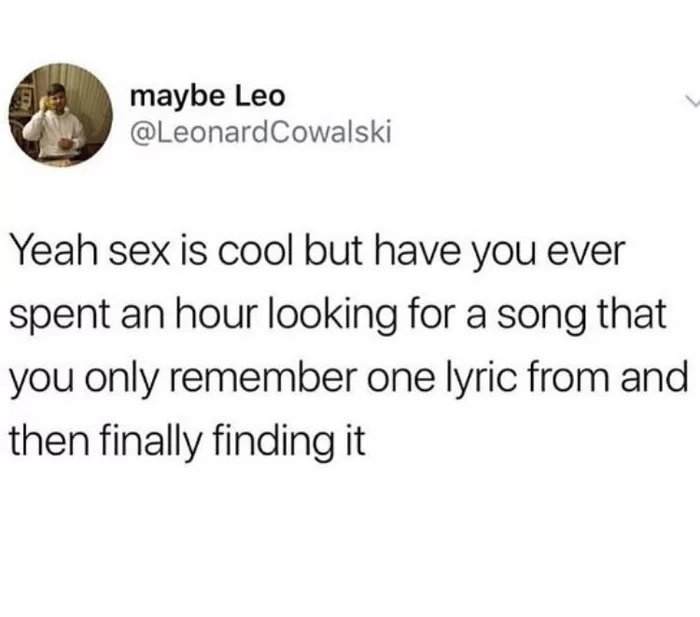 maybe Leo
@LeonardCowalski
Yeah sex is cool but have you ever
spent an hour looking for a song that
you only remember one lyric from and
then finally finding it